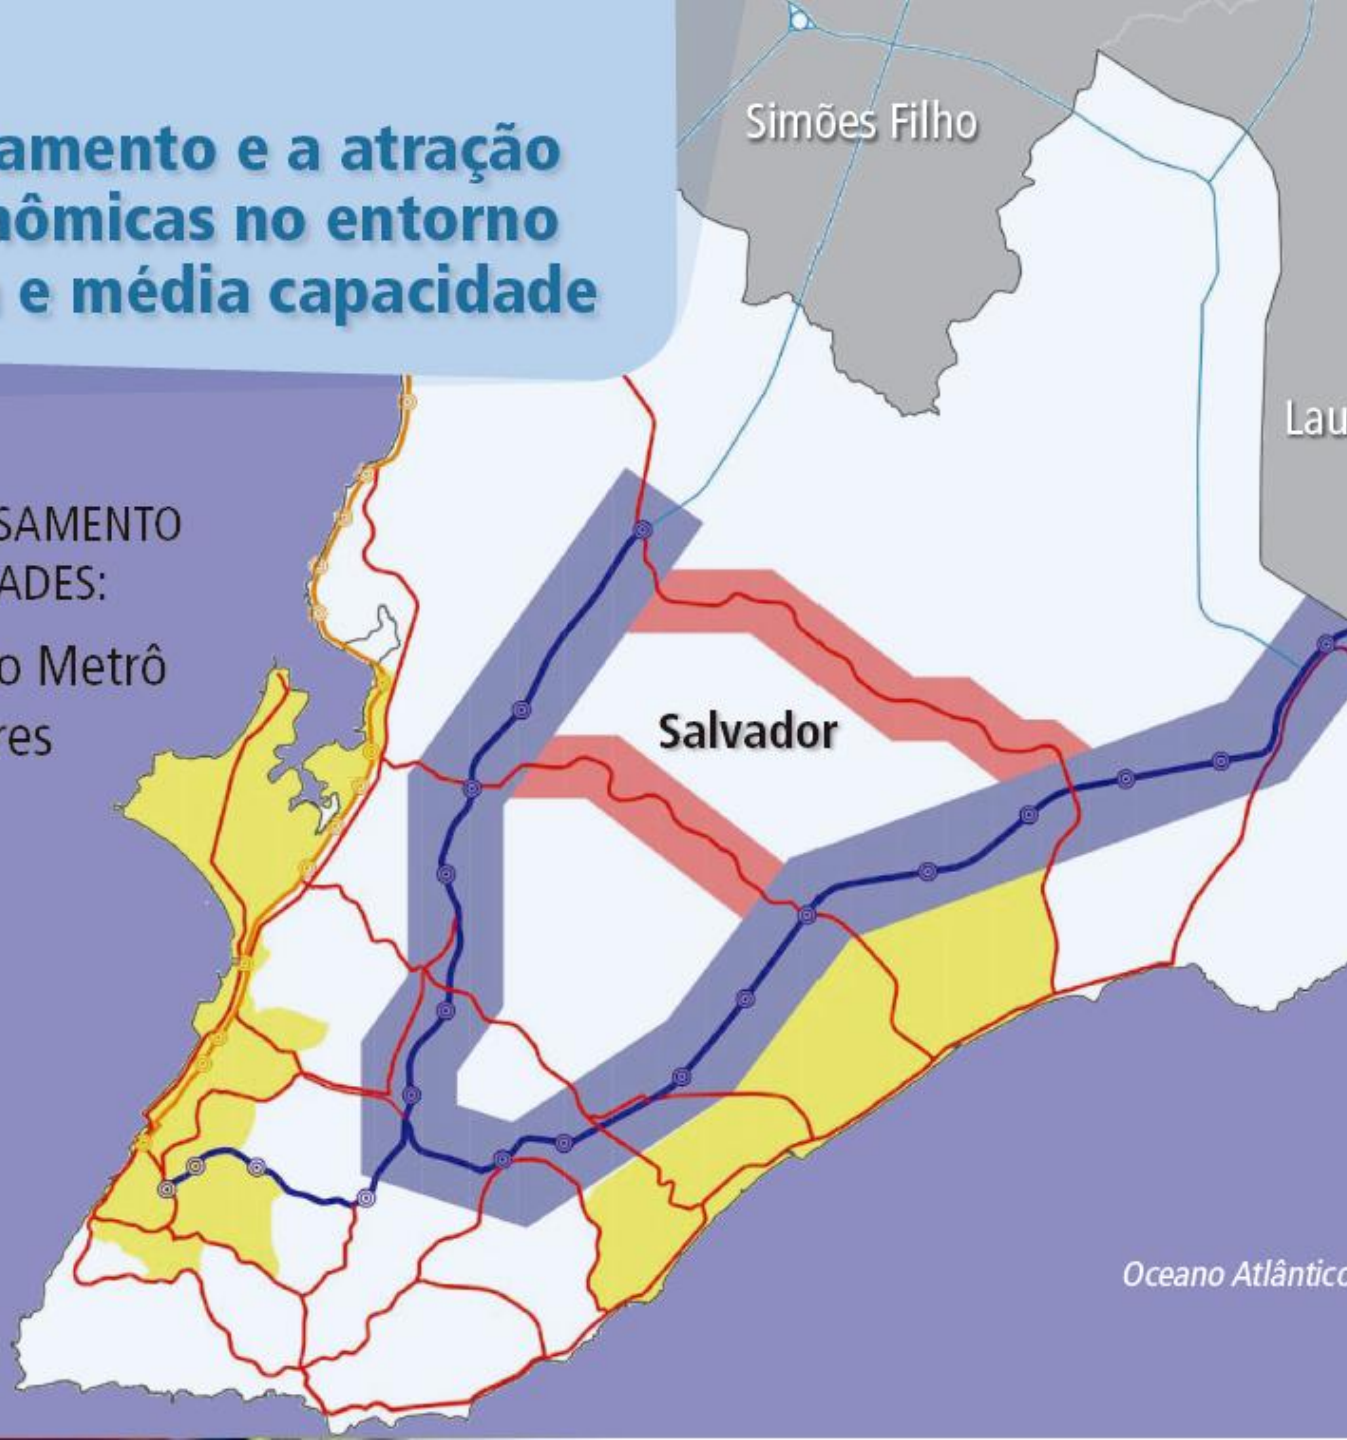 amento e a atração
nômicas no entorno
e média capacidade
Simões Filho
Lau
SAMENTO
ADES:
o Metrô
res
Salvador
Oceano Atlântico